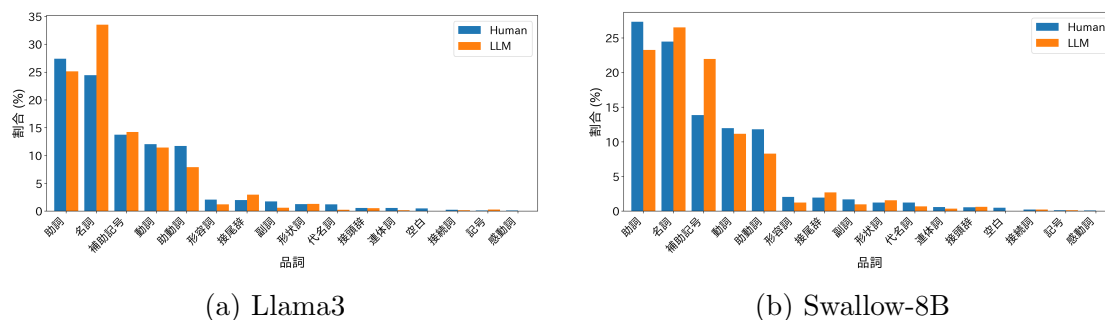 35
30
25
20
15
10
5
0
割合 (%)
Human
LLM
助詞
名詞
補助記号
動詞
助動詞
形容詞
接尾辞
副詞
形状詞
代名詞
接頭辞
連体詞
空白
接続詞
記号
感動詞
品詞
(a) Llama3
25
20
15
10
5
0
割合 (%)
Human
LLM
助詞
名詞
補助記号
動詞
助動詞
形容詞
接尾辞
副詞
形状詞
代名詞
連体詞
接頭辞
空白
接続詞
記号
感動詞
品詞
(b) Swallow-8B